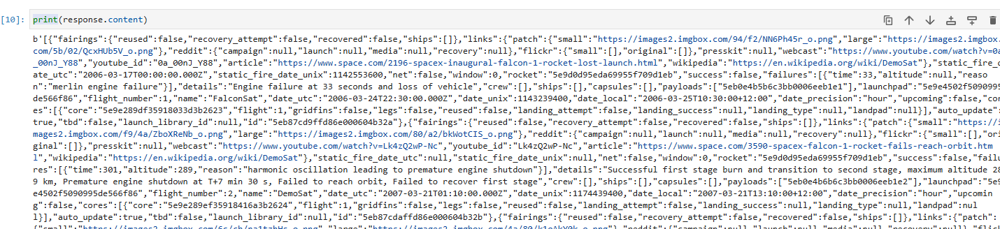 [10]: print(response.content)
b'[{"fairings":{"reused":false,"recovery_attempt":false,"recovered":false,"ships":[]},"links":{"patch":{"small":"https://images2.imgbox.com/94/f2/NN6Ph45r_o.png","large":"https://images2.imgbox.
com/5b/02/QcxHUb5V_o.png"},"reddit":{"campaign":null,"launch":null,"media":null,"recovery":null},"flickr":{"small":[],"original":[]},"presskit":null,"webcast":"https://www.youtube.com/watch?v=0a
_00nJ_Y88","youtube_id":"0a_00nJ_Y88","article":"https://www.space.com/2196-spacex-inaugural-falcon-1-rocket-lost-launch.html","wikipedia":"https://en.wikipedia.org/wiki/DemoSat"},"static_fire_d
ate_utc":"2006-03-17T00:00:00.000Z","static_fire_date_unix":1142553600,"net":false,"window":0,"rocket":"5e9d0d95eda69955f709d1eb","success":false,"failures":[{"time":33,"altitude":null,"reaso
n":"merlin engine failure"}],"details":"Engine failure at 33 seconds and loss of vehicle","crew":[],"ships":[],"capsules":[],"payloads":["5eb0e4b5b6c3bb0006eeb1e1"],"launchpad":"5e9e4502f5090995
de566f86","flight_number":1,"name":"FalconSat","date_utc":"2006-03-24T22:30:00.000Z","date_unix":1143239400,"date_local":"2006-03-25T10:30:00+12:00","date_precision":"hour","upcoming":false,"cor
es":[{"core":"5e9e289df35918033d3b2623","flight":1,"gridfins":false,"legs":false,"reused":false,"landing_attempt":false,"landing_success":null,"landing_type":null,"landpad":null}],"auto_update":
true,"tbd":false,"launch_library_id":null,"id":"5eb87cd9ffd86e000604b32a"},{"fairings":{"reused":false,"recovery_attempt":false,"recovered":false,"ships":[]},"links":{"patch":{"small":"https://i
mages2.imgbox.com/f9/4a/ZboXReNb_o.png","large":"https://images2.imgbox.com/80/a2/bkWotCIS_o.png"},"reddit":{"campaign":null,"launch":null,"media":null,"recovery":null},"flickr":{"small":[],"ori
ginal":[]},"presskit":null,"webcast":"https://www.youtube.com/watch?v=Lk4zQ2wP-Nc","youtube_id":"Lk4zQ2wP-Nc","article":"https://www.space.com/3590-spacex-falcon-1-rocket-fails-reach-orbit.htm
l","wikipedia":"https://en.wikipedia.org/wiki/DemoSat"},"static_fire_date_utc":null,"static_fire_date_unix":null,"net":false,"window":0,"rocket":"5e9d0d95eda69955f709d1eb","success":false,"failu
res":[{"time":301,"altitude":289,"reason":"harmonic oscillation leading to premature engine shutdown"}],"details":"Successful first stage burn and transition to second stage, maximum altitude 28
9 km, Premature engine shutdown at T+7 min 30 s, Failed to reach orbit, Failed to recover first stage","crew":[],"ships":[],"capsules":[],"payloads":["5eb0e4b6b6c3bb0006eeb1e2"],"launchpad":"5e9
e4502f5090995de566f86","flight_number":2,"name":"DemoSat","date_utc":"2007-03-21T01:10:00.000Z","date_unix":1174439400,"date_local":"2007-03-21T13:10:00+12:00","date_precision":"hour","upcomin
g":false,"cores":[{"core":"5e9e289ef35918416a3b2624","flight":1,"gridfins":false,"legs":false,"reused":false,"landing_attempt":false,"landing_success":null,"landing_type":null,"landpad":nul
l}],"auto_update":true,"tbd":false,"launch_library_id":null,"id":"5eb87cdaffd86e000604b32b"},{"fairings":{"reused":false,"recovery_attempt":false,"recovered":false,"ships":[]},"links":{"patch":